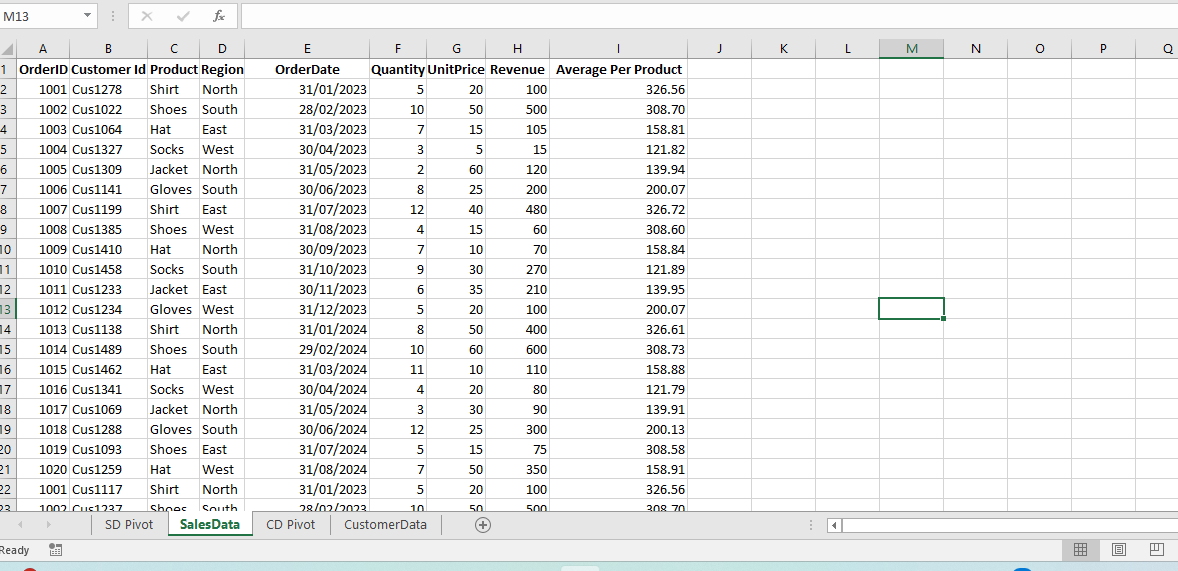 M13 fx
A B C D E F G H I J K L M N O P Q
1 OrderID Customer Id Product Region OrderDate Quantity UnitPrice Revenue Average Per Product
2 1001 Cus1278 Shirt North 31/01/2023 5 20 100 326.56
3 1002 Cus1022 Shoes South 28/02/2023 10 50 500 308.70
4 1003 Cus1064 Hat East 31/03/2023 7 15 105 158.81
5 1004 Cus1327 Socks West 30/04/2023 3 5 15 121.82
6 1005 Cus1309 Jacket North 31/05/2023 2 60 120 139.94
7 1006 Cus1141 Gloves South 30/06/2023 8 25 200 200.07
8 1007 Cus1199 Shirt East 31/07/2023 12 40 480 326.72
9 1008 Cus1385 Shoes West 31/08/2023 4 15 60 308.60
10 1009 Cus1410 Hat North 30/09/2023 7 10 70 158.84
11 1010 Cus1458 Socks South 31/10/2023 9 30 270 121.89
12 1011 Cus1233 Jacket East 30/11/2023 6 35 210 139.95
13 1012 Cus1234 Gloves West 31/12/2023 5 20 100 200.07
14 1013 Cus1138 Shirt North 31/01/2024 8 50 400 326.61
15 1014 Cus1489 Shoes South 29/02/2024 10 60 600 308.73
16 1015 Cus1462 Hat East 31/03/2024 11 10 110 158.88
17 1016 Cus1341 Socks West 30/04/2024 4 20 80 121.79
18 1017 Cus1069 Jacket North 31/05/2024 3 30 90 139.91
19 1018 Cus1288 Gloves South 30/06/2024 12 25 300 200.13
20 1019 Cus1093 Shoes East 31/07/2024 5 15 75 308.58
21 1020 Cus1259 Hat West 31/08/2024 7 50 350 158.91
22 1001 Cus1117 Shirt North 31/01/2023 5 20 100 326.56
23 1002 Cus1237 Shoes South 28/02/2023 10 50 500 308.70
SD Pivot SalesData CD Pivot CustomerData
Ready